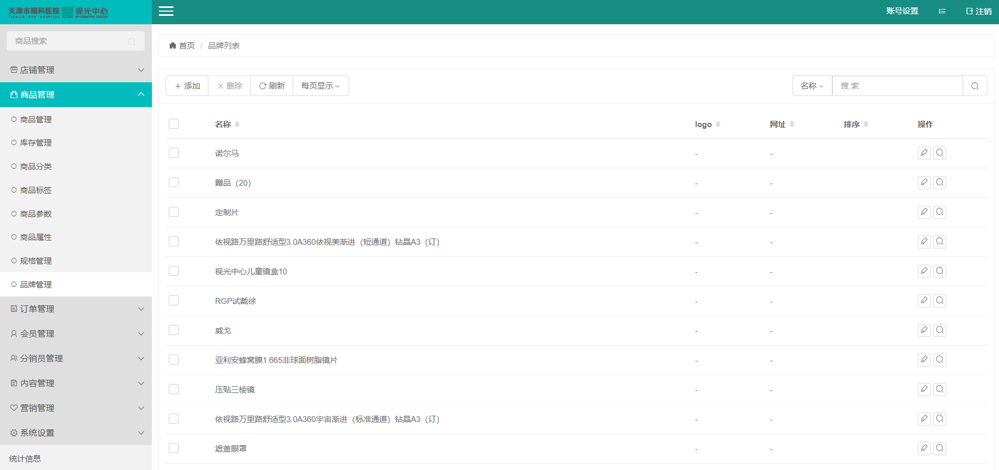 天津市眼科医院 视光中心
TIANJIN EYE HOSPITAL OPTOMETRIC CENTER
账号设置
注销
商品搜索
首页 / 品牌列表
店铺管理
商品管理
商品管理
库存管理
商品分类
商品标签
商品参数
商品属性
规格管理
品牌管理
订单管理
会员管理
分销员管理
内容管理
营销管理
系统设置
统计信息
+ 添加 × 删除 刷新 每页显示 名称 搜 索
名称 logo 网址 排序 操作
诺尔马 - -
赠品（20） - -
定制片 - -
依视路万里路舒适型3.0A360依视美渐进（短通道）钻晶A3（订） - -
视光中心儿童镜盒10 - -
RGP试戴徐 - -
威戈 - -
亚利安蜂窝膜1.665非球面树脂镜片 - -
压贴三棱镜 - -
依视路万里路舒适型3.0A360宇宙渐进（标准通道）钻晶A3（订） - -
遮盖眼罩 - -